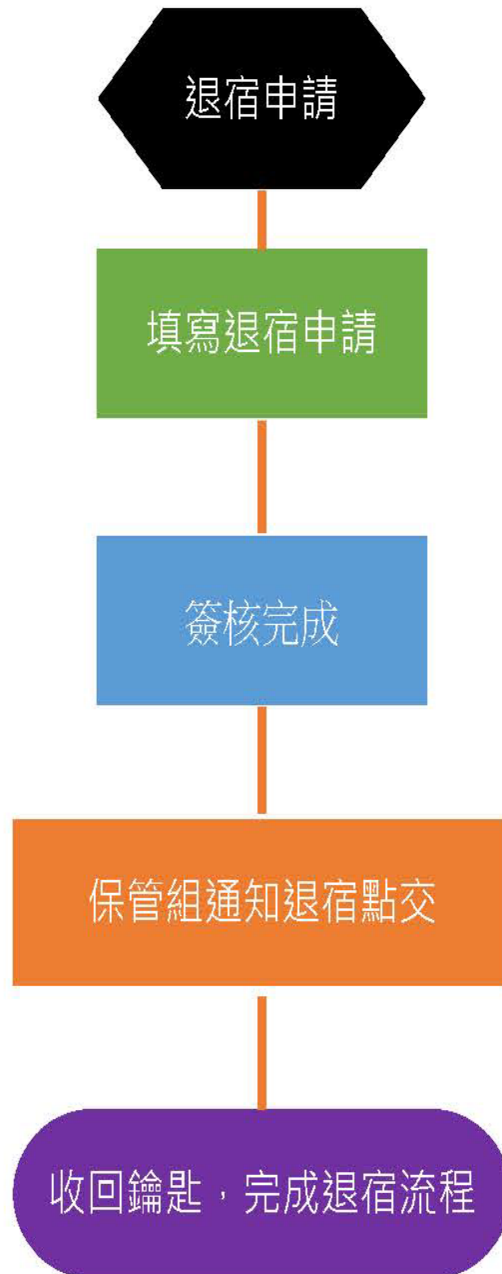 退宿申請
填寫退宿申請
簽核完成
保管組通知退宿點交
收回鑰匙，完成退宿流程